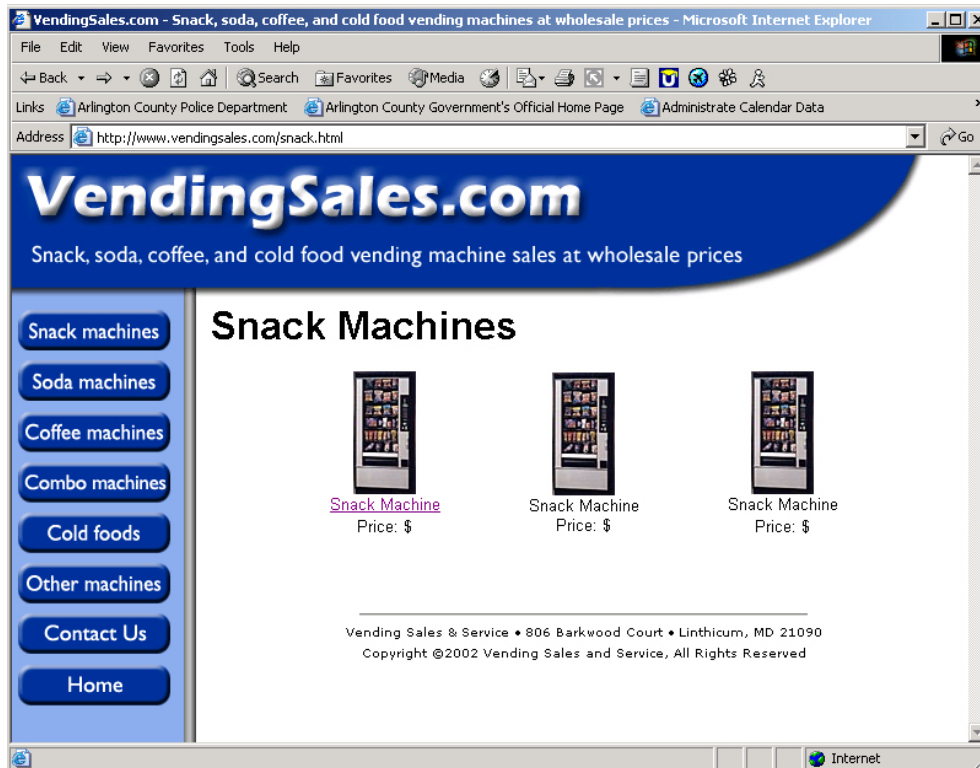 VendingSales.com - Snack, soda, coffee, and cold food vending machines at wholesale prices - Microsoft Internet Explorer
File Edit View Favorites Tools Help
Back Search Favorites Media
Links Arlington County Police Department Arlington County Government's Official Home Page Administrate Calendar Data
Address http://www.vendingsales.com/snack.html Go
VendingSales.com
Snack, soda, coffee, and cold food vending machine sales at wholesale prices
Snack machines
Soda machines
Coffee machines
Combo machines
Cold foods
Other machines
Contact Us
Home
Snack Machines
Snack Machine Snack Machine Snack Machine
Price: $ Price: $ Price: $
Vending Sales & Service • 806 Barkwood Court • Linthicum, MD 21090
Copyright ©2002 Vending Sales and Service, All Rights Reserved
Internet